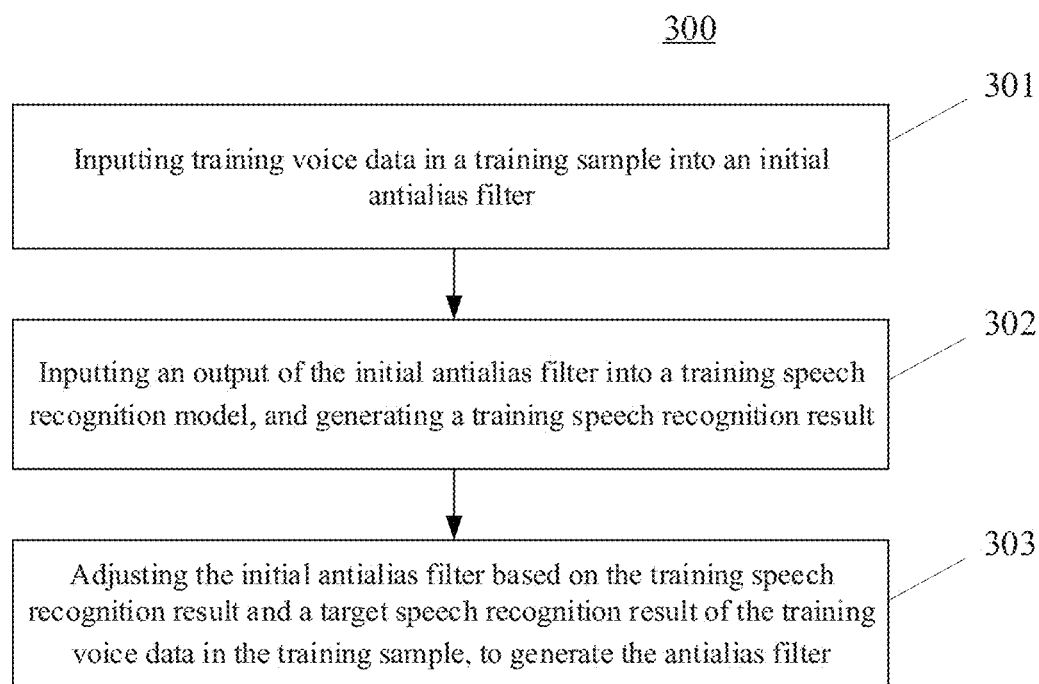 300
301
Inputting training voice data in a training sample into an initial
antialias filter
302
Inputting an output of the initial antialias filter into a training speech
recognition model, and generating a training speech recognition result
303
Adjusting the initial antialias filter based on the training speech
recognition result and a target speech recognition result of the training
voice data in the training sample, to generate the antialias filter